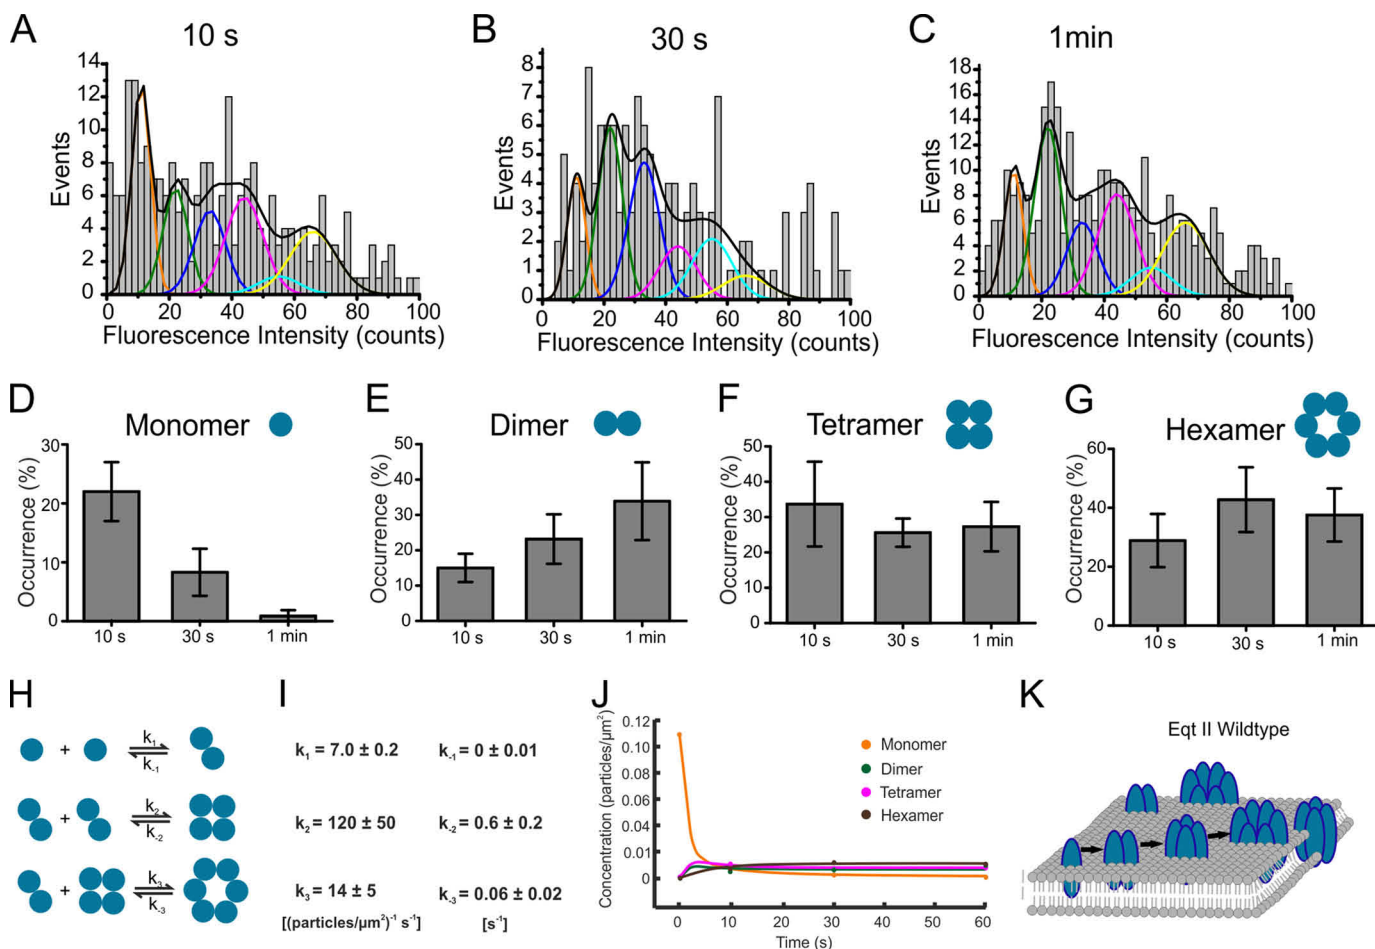 A
10 s
B
30 s
C
1min
Events
14
12
10
8
6
4
2
0
0 20 40 60 80 100
Fluorescence Intensity (counts)
Events
8
7
6
5
4
3
2
1
0
0 20 40 60 80 100
Fluorescence Intensity (counts)
Events
18
16
14
12
10
8
6
4
2
0
0 20 40 60 80 100
Fluorescence Intensity (counts)
D
Monomer
Occurrence (%)
30
20
10
0
10 s 30 s 1 min
E
Dimer
Occurrence (%)
50
40
30
20
10
0
10 s 30 s 1 min
F
Tetramer
Occurrence (%)
50
40
30
20
10
0
10 s 30 s 1 min
G
Hexamer
Occurrence (%)
60
40
20
0
10 s 30 s 1 min
H
+ k1
k-1
+ k2
k-2
+ k3
k-3
I
k1 = 7.0 ± 0.2 k-1 = 0 ± 0.01
k2 = 120 ± 50 k-2 = 0.6 ± 0.2
k3 = 14 ± 5 k-3 = 0.06 ± 0.02
[(particles/µm²)⁻¹ s⁻¹] [s⁻¹]
J
Concentration (particles/µm²)
0.12
0.10
0.08
0.06
0.04
0.01
0
Monomer
Dimer
Tetramer
Hexamer
0 10 20 30 40 50 60
Time (s)
K
Eqt II Wildtype